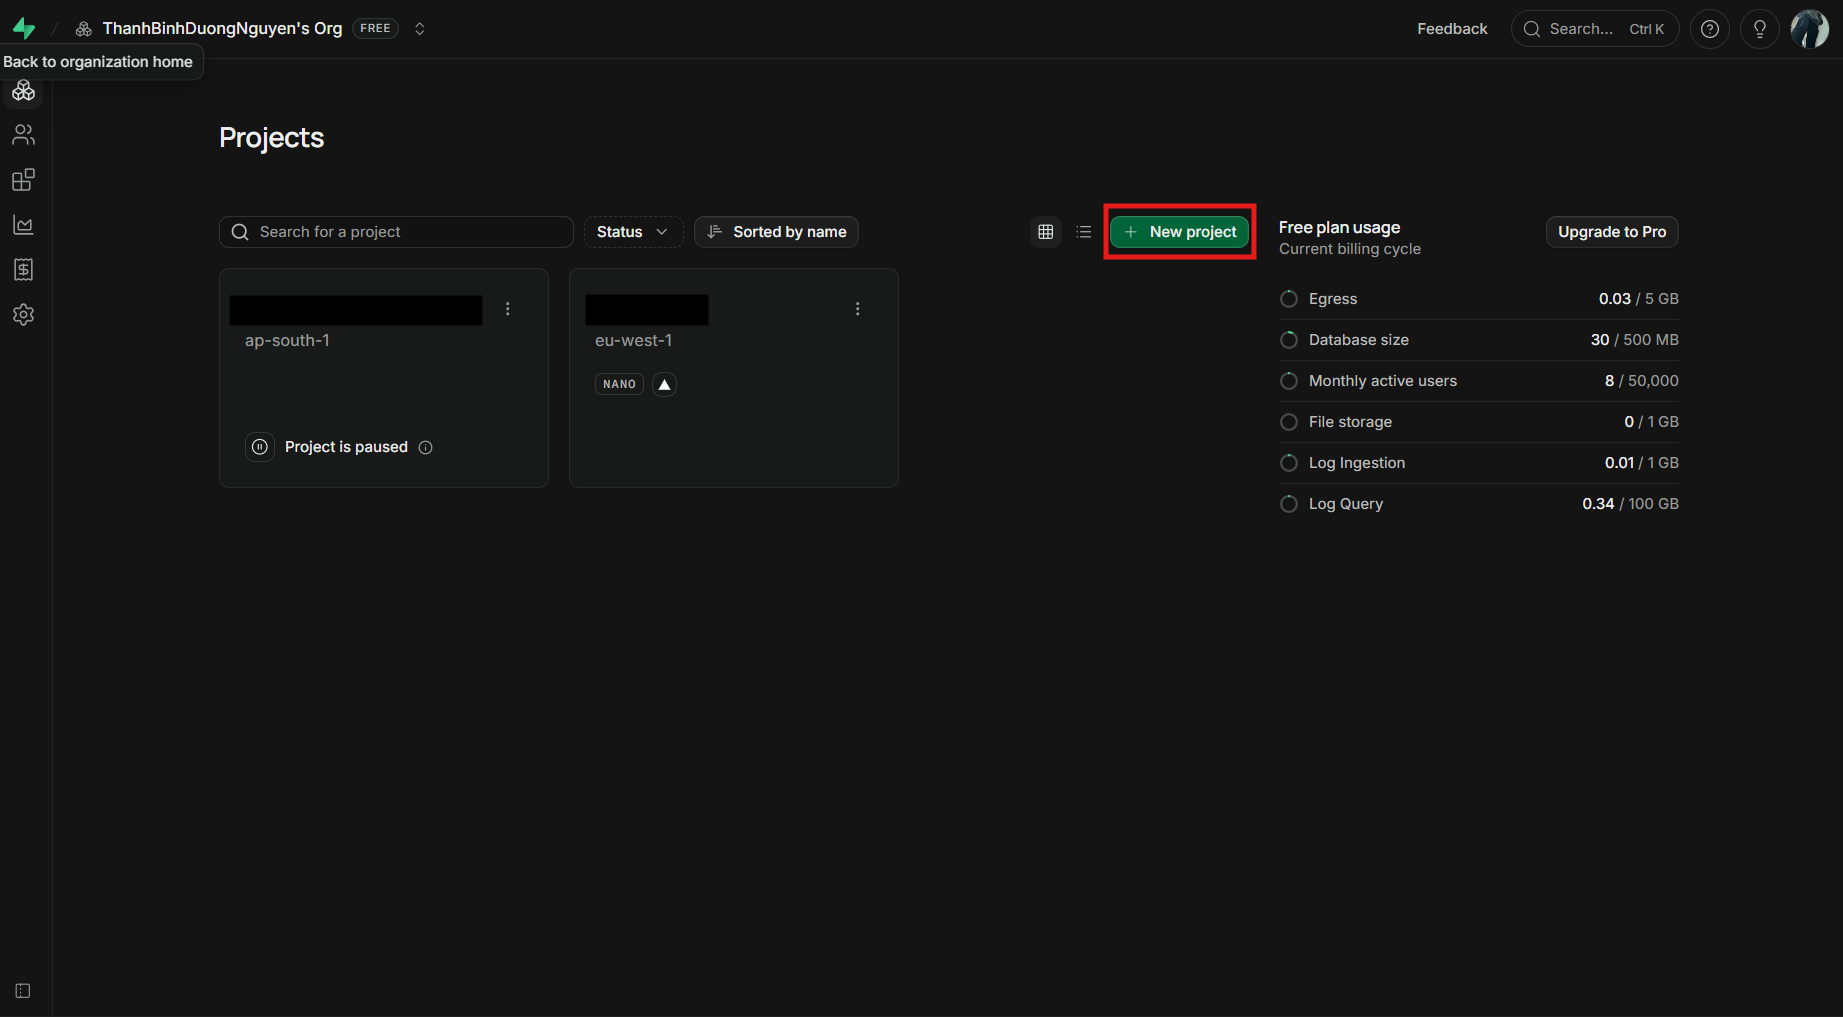 ThanhBinhDuongNguyen's Org FREE
Feedback
Search... Ctrl K
Back to organization home
Projects
Search for a project
Status
Sorted by name
New project
Free plan usage
Current billing cycle
Upgrade to Pro
ap-south-1
Project is paused
eu-west-1
NANO
Egress 0.03 / 5 GB
Database size 30 / 500 MB
Monthly active users 8 / 50,000
File storage 0 / 1 GB
Log Ingestion 0.01 / 1 GB
Log Query 0.34 / 100 GB